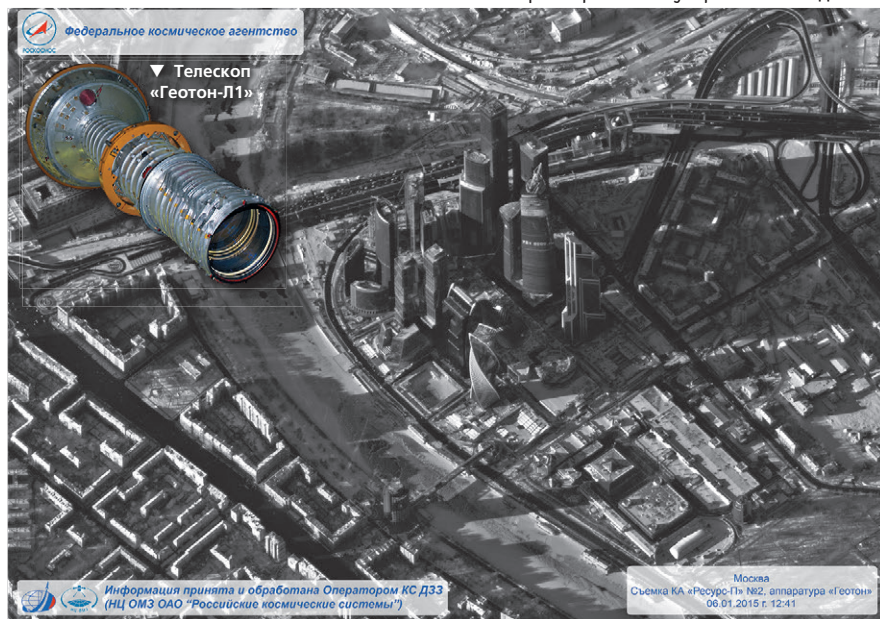 РОСКОСМОС
Федеральное космическое агентство
▼ Телескоп
«Геотон-Л1»
Информация принята и обработана Оператором КС ДЗЗ
(НЦ ОМЗ ОАО “Российские космические системы”)
Москва
Съемка КА «Ресурс-П» №2, аппаратура «Геотон»
06.01.2015 г. 12:41